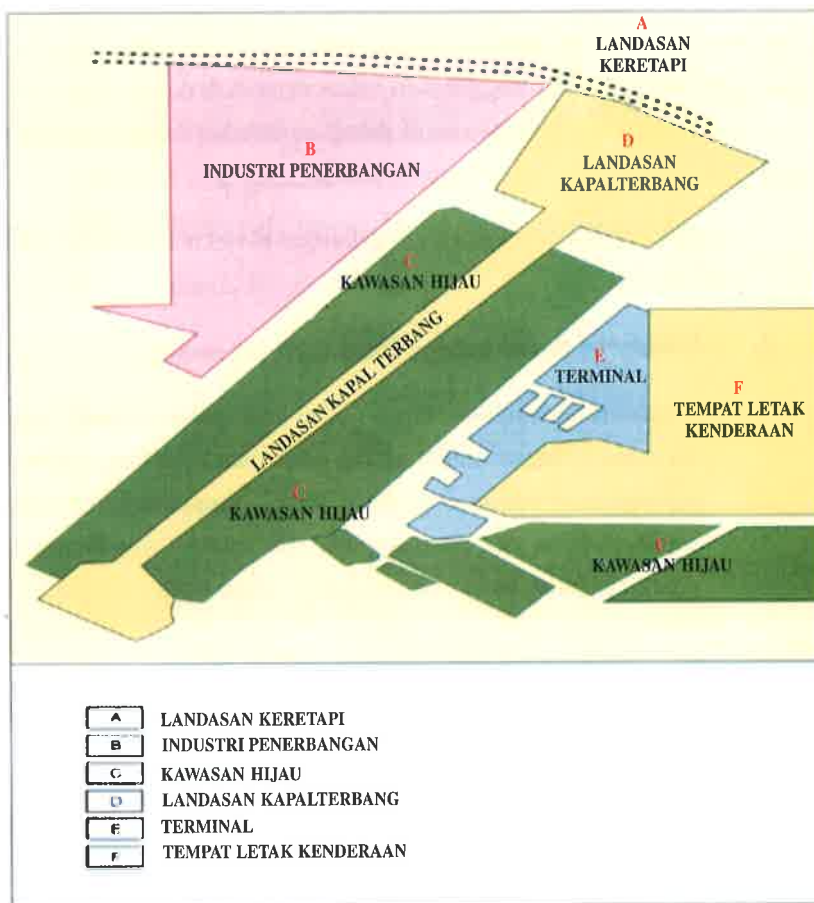 A
LANDASAN
KERETAPI
B
INDUSTRI PENERBANGAN
D
LANDASAN
KAPALTERBANG
C
KAWASAN HIJAU
LANDASAN KAPAL TERBANG
E
TERMINAL
F
TEMPAT LETAK
KENDERAAN
C
KAWASAN HIJAU
C
KAWASAN HIJAU
A LANDASAN KERETAPI
B INDUSTRI PENERBANGAN
C KAWASAN HIJAU
D LANDASAN KAPALTERBANG
E TERMINAL
F TEMPAT LETAK KENDERAAN